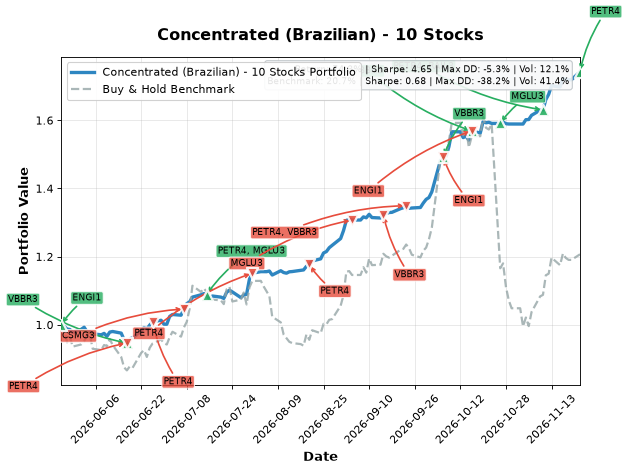 PETR4
Concentrated (Brazilian) - 10 Stocks
| Sharpe: 4.65 | Max DD: -5.3% | Vol: 12.1%
Sharpe: 0.68 | Max DD: -38.2% | Vol: 41.4%
Concentrated (Brazilian) - 10 Stocks Portfolio
Buy & Hold Benchmark
MGLU3
VBBR3
ENGI1
ENGI1
PETR4, VBBR3
PETR4, MGLU3
MGLU3
VBBR3
PETR4
VBBR3
ENGI1
CSMG3
PETR4
PETR4
PETR4
Portfolio Value
1.6
1.4
1.2
1.0
2026-06-06
2026-06-22
2026-07-08
2026-07-24
2026-08-09
2026-08-25
2026-09-10
2026-09-26
2026-10-12
2026-10-28
2026-11-13
Date